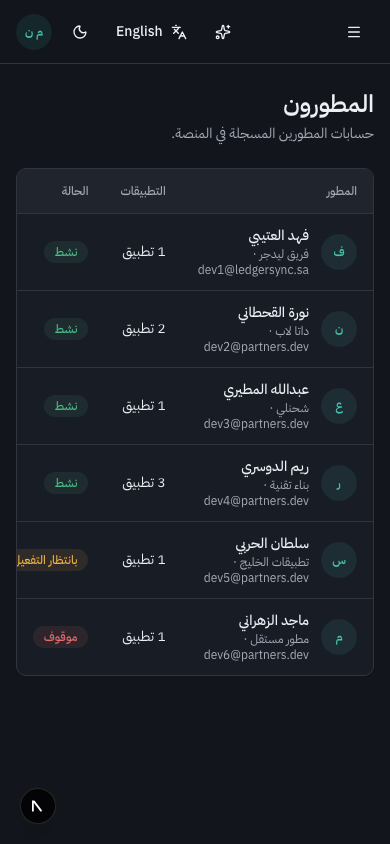 م ن
English
المطورون
حسابات المطورين المسجلة في المنصة.
المطور التطبيقات الحالة
ف
فهد العتيبي
فريق ليدجر ·
dev1@ledgersync.sa
1 تطبيق
نشط
ن
نورة القحطاني
داتا لاب ·
dev2@partners.dev
2 تطبيق
نشط
ع
عبدالله المطيري
شحنلي ·
dev3@partners.dev
1 تطبيق
نشط
ر
ريم الدوسري
بناء تقنية ·
dev4@partners.dev
3 تطبيق
نشط
س
سلطان الحربي
تطبيقات الخليج ·
dev5@partners.dev
1 تطبيق
بانتظار التفعيل
م
ماجد الزهراني
مطور مستقل ·
dev6@partners.dev
1 تطبيق
موقوف